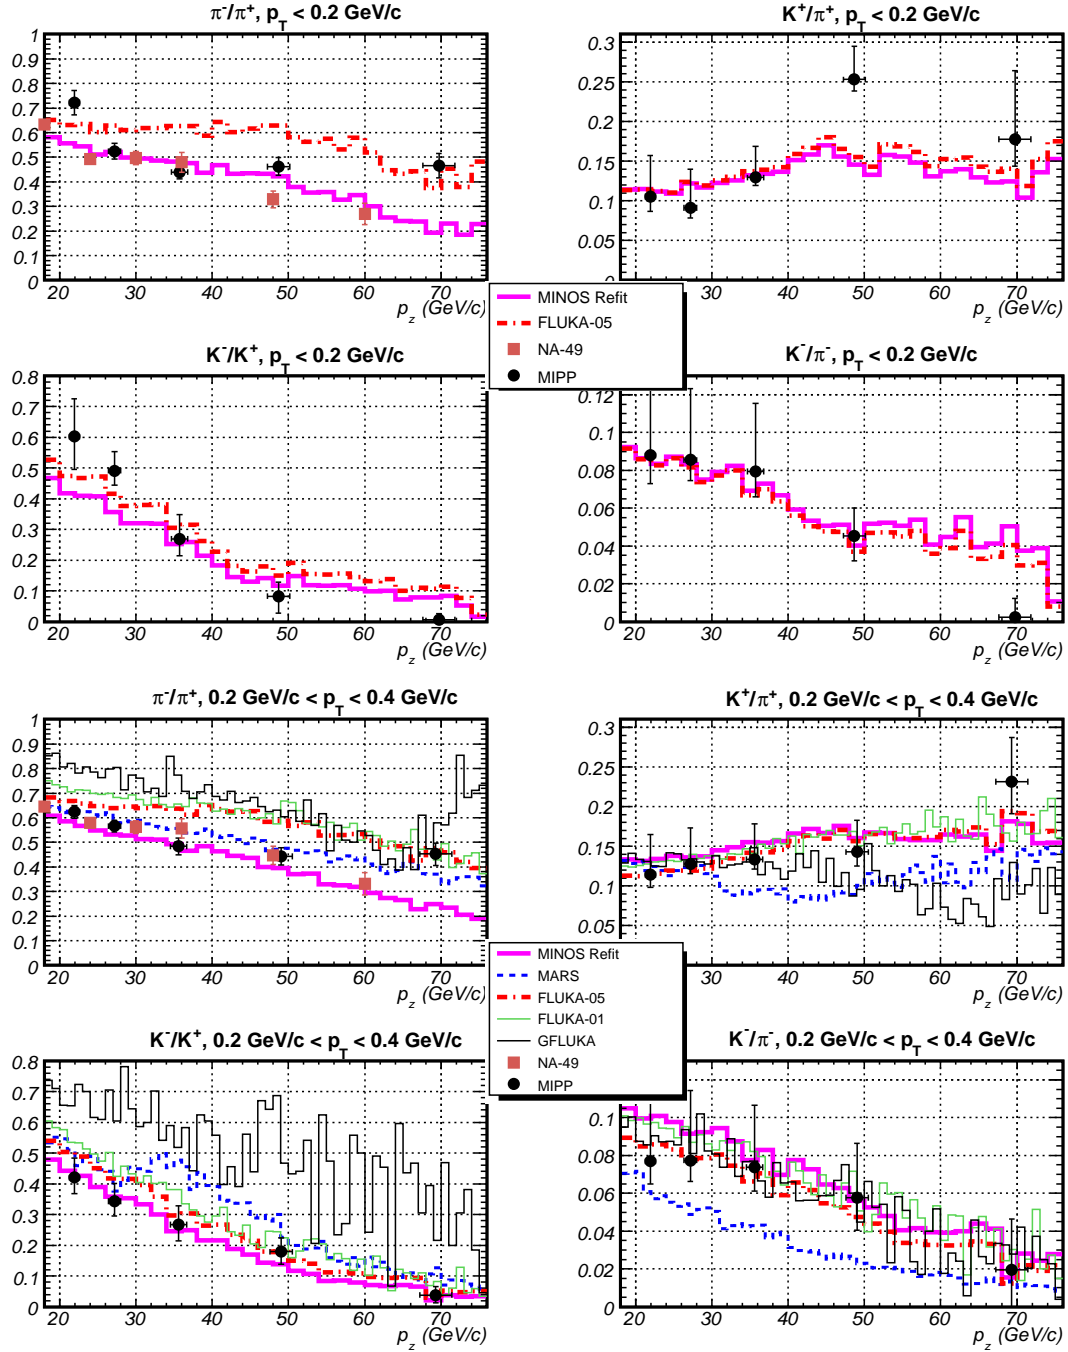 π⁻/π⁺, p_T < 0.2 GeV/c
1
0.9
0.8
0.7
0.6
0.5
0.4
0.3
0.2
0.1
0
20 30 40 50 60 70
p_z (GeV/c)
K⁺/π⁺, p_T < 0.2 GeV/c
0.3
0.25
0.2
0.15
0.1
0.05
0
20 30 40 50 60 70
p_z (GeV/c)
MINOS Refit
FLUKA-05
NA-49
MIPP
K⁻/K⁺, p_T < 0.2 GeV/c
0.8
0.7
0.6
0.5
0.4
0.3
0.2
0.1
0
20 30 40 50 60 70
p_z (GeV/c)
K⁻/π⁻, p_T < 0.2 GeV/c
0.12
0.1
0.08
0.06
0.04
0.02
0
20 30 40 50 60 70
p_z (GeV/c)
π⁻/π⁺, 0.2 GeV/c < p_T < 0.4 GeV/c
1
0.9
0.8
0.7
0.6
0.5
0.4
0.3
0.2
0.1
0
20 30 40 50 60 70
p_z (GeV/c)
K⁺/π⁺, 0.2 GeV/c < p_T < 0.4 GeV/c
0.3
0.25
0.2
0.15
0.1
0.05
0
20 30 40 50 60 70
p_z (GeV/c)
MINOS Refit
MARS
FLUKA-05
FLUKA-01
GFLUKA
NA-49
MIPP
K⁻/K⁺, 0.2 GeV/c < p_T < 0.4 GeV/c
0.8
0.7
0.6
0.5
0.4
0.3
0.2
0.1
0
20 30 40 50 60 70
p_z (GeV/c)
K⁻/π⁻, 0.2 GeV/c < p_T < 0.4 GeV/c
0.1
0.08
0.06
0.04
0.02
0
20 30 40 50 60 70
p_z (GeV/c)